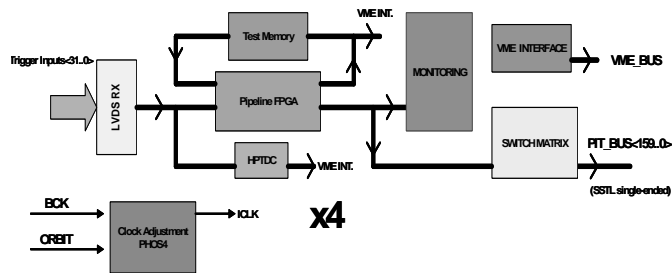 VME INT.
Test Memory
Trigger Inputs<31..0>
LVDS RX
Pipeline FPGA
MONITORING
VME INTERFACE
VME_BUS
HPTDC
VME INT.
SWITCH MATRIX
PIT_BUS<159..0>
(SSTL single-ended)
BCK
ORBIT
Clock Adjustment
PHOS4
ICLK
x4